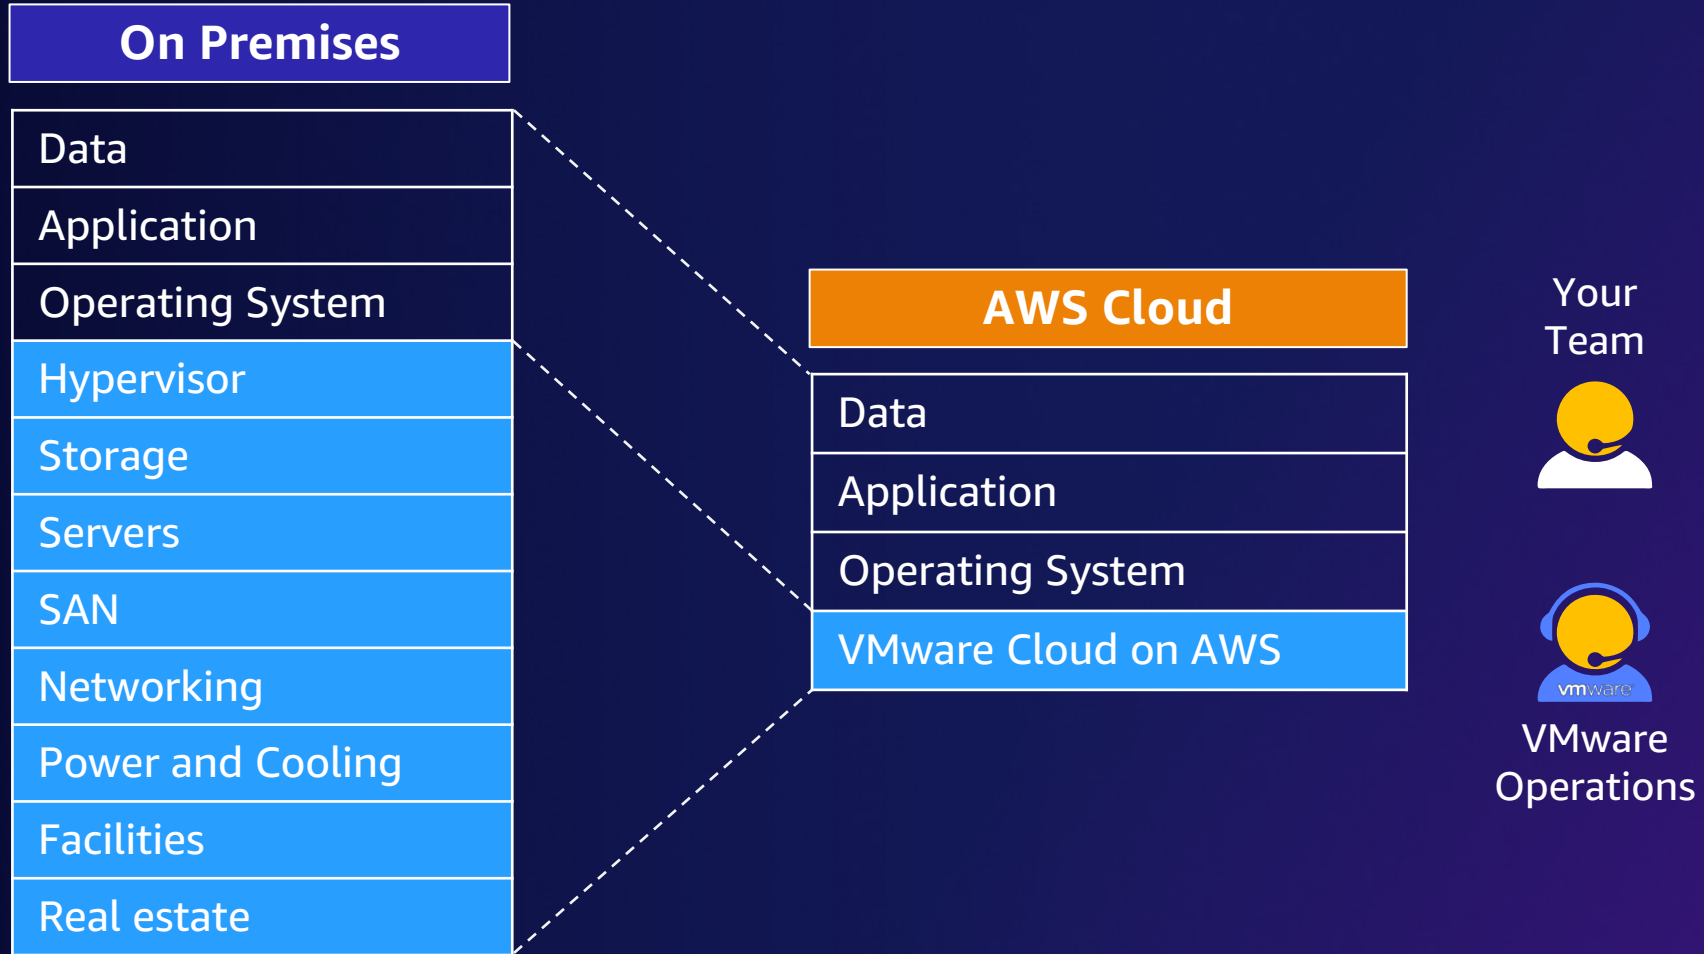 On Premises
Data
Application
Operating System
Hypervisor
Storage
Servers
SAN
Networking
Power and Cooling
Facilities
Real estate
AWS Cloud
Data
Application
Operating System
VMware Cloud on AWS
Your
Team
vmware
VMware
Operations